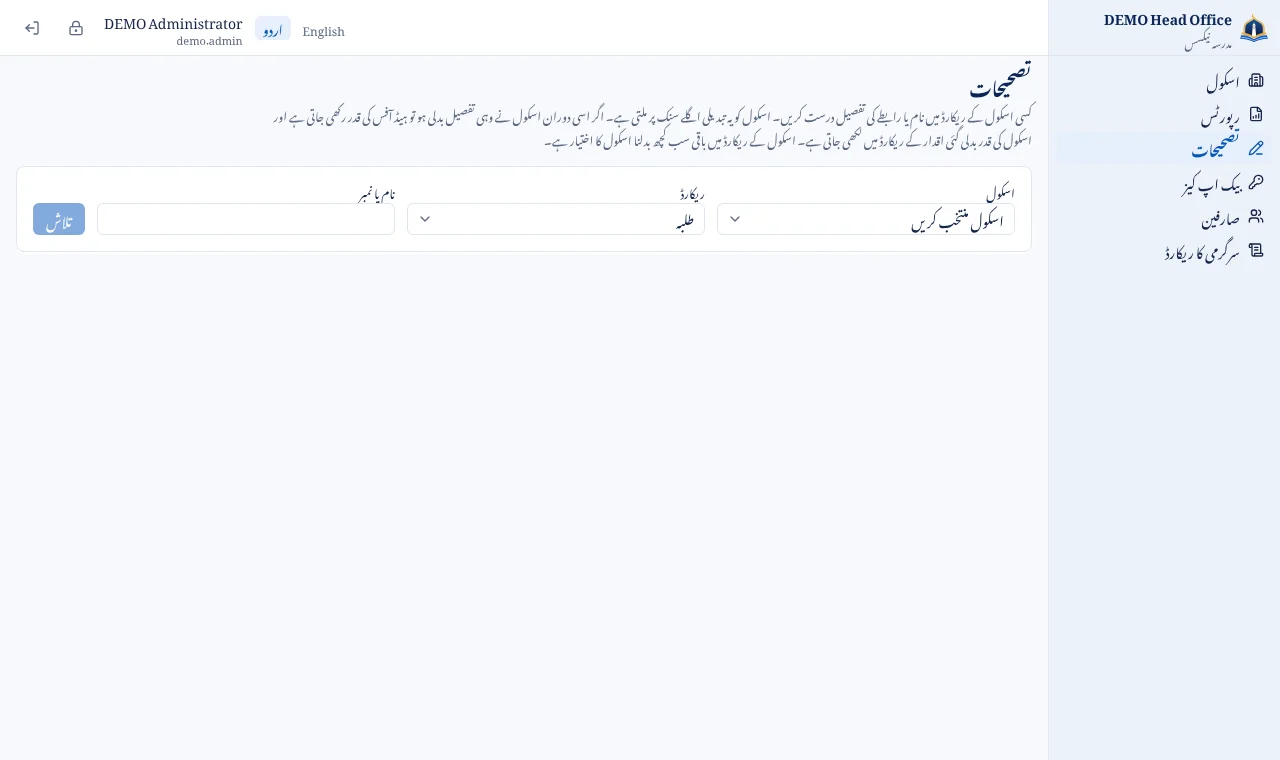 DEMO Head Office
مدرسہ نیکسس
English
اردو
DEMO Administrator
demo.admin
اسکول
رپورٹس
تصحیحات
بیک اپ کیز
صارفین
سرگرمی کا ریکارڈ
تصحیحات
کسی اسکول کے ریکارڈ میں نام یا رابطے کی تفصیل درست کریں۔ اسکول کو یہ تبدیلی اگلے سنک پر ملتی ہے۔ اگر اسی دوران اسکول نے وہی تفصیل بدلی ہو تو ہیڈ آفس کی قدر رکھی جاتی ہے اور
اسکول کی قدر بدلی گئی اقدار کے ریکارڈ میں لکھی جاتی ہے۔ اسکول کے ریکارڈ میں باقی سب کچھ بدلنا اسکول کا اختیار ہے۔
اسکول
اسکول منتخب کریں
ریکارڈ
طلبہ
نام یا نمبر
تلاش